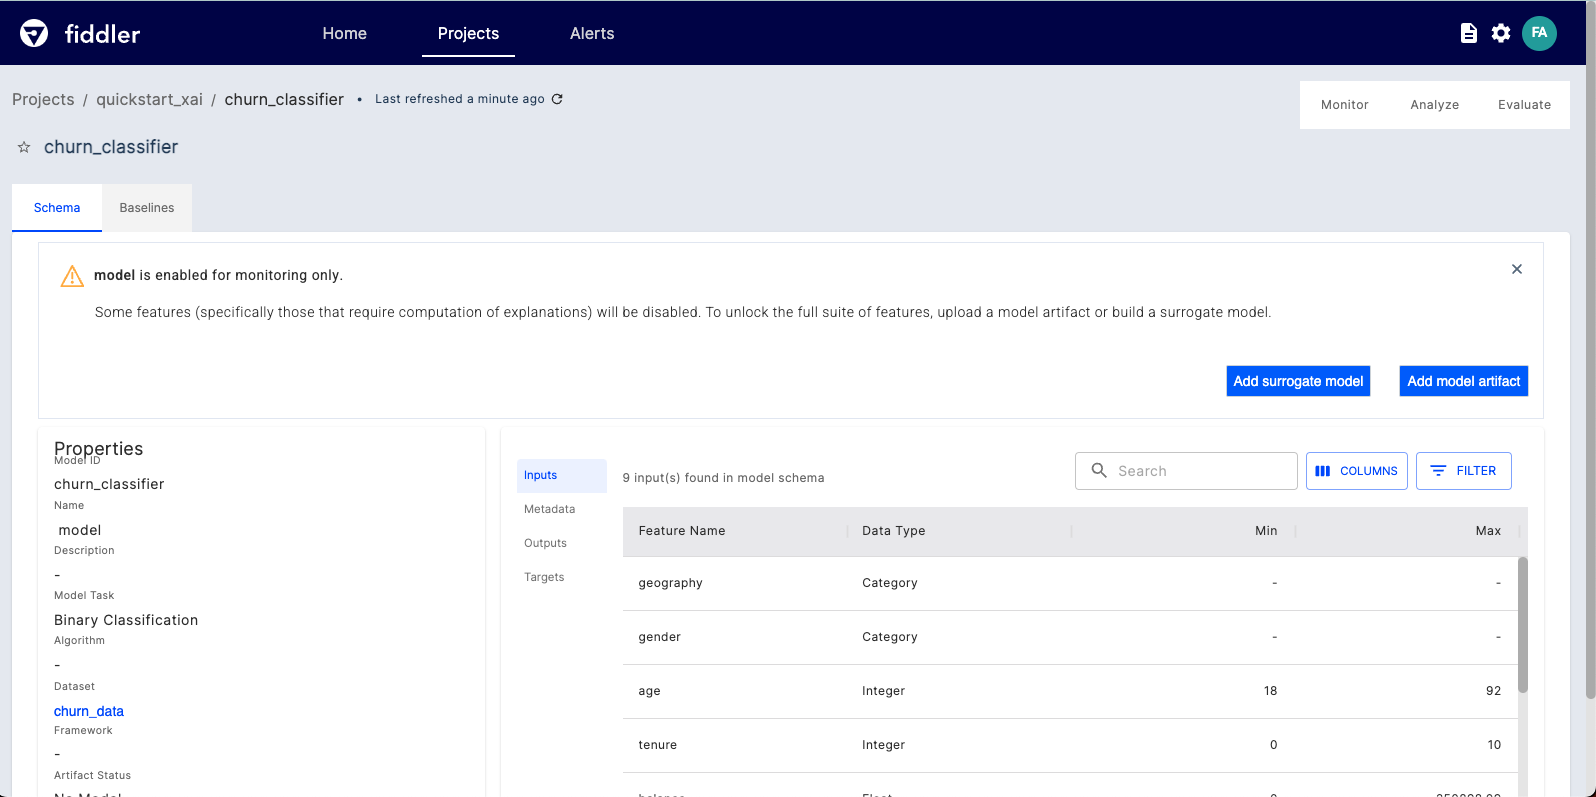 fiddler
Home Projects Alerts
FA
Projects / quickstart_xai / churn_classifier • Last refreshed a minute ago
Monitor Analyze Evaluate
churn_classifier
Schema Baselines
model is enabled for monitoring only.
Some features (specifically those that require computation of explanations) will be disabled. To unlock the full suite of features, upload a model artifact or build a surrogate model.
Add surrogate model Add model artifact
Properties
Model ID
churn_classifier
Name
model
Description
-
Model Task
Binary Classification
Algorithm
-
Dataset
churn_data
Framework
-
Artifact Status
No Model
Inputs
Metadata
Outputs
Targets
9 input(s) found in model schema
Search
COLUMNS
FILTER
Feature Name Data Type Min Max
geography Category - -
gender Category - -
age Integer 18 92
tenure Integer 0 10
balance Float 0